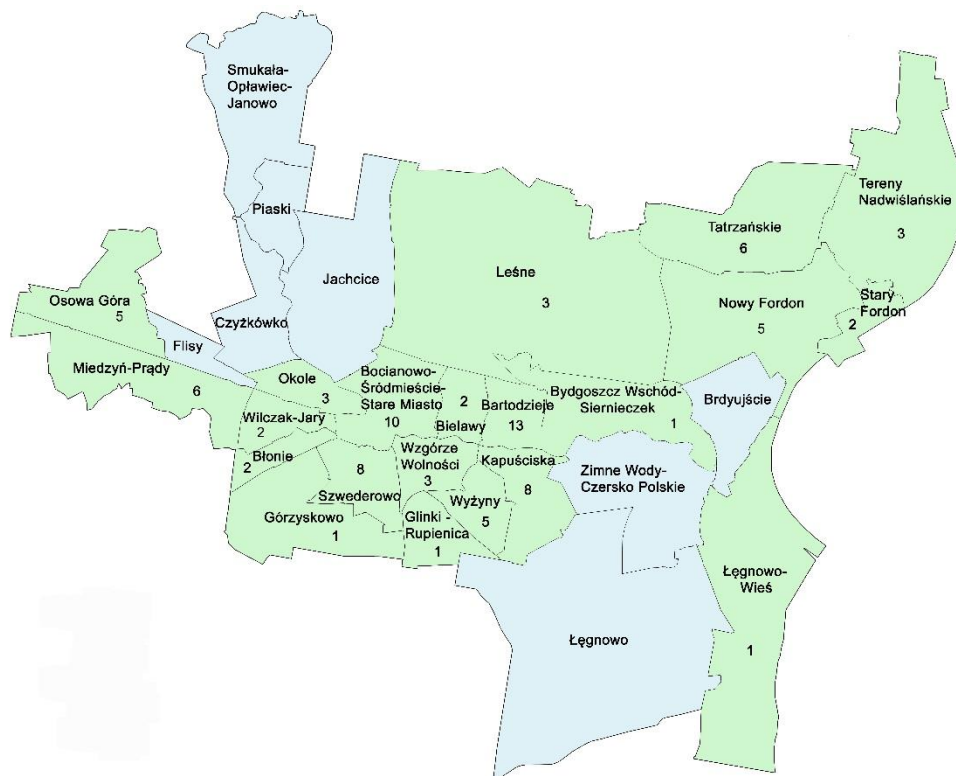 Smukała-
Opławiec-
Janowo
Piaski
Jachcice
Leśne
3
Tatrzańskie
6
Tereny
Nadwiślańskie
3
Osowa Góra
5
Czyżkówko
Nowy Fordon
5
Stary
Fordon
2
Flisy
Miedzyń-Prądy
6
Okole
3
Bocianowo-
Śródmieście-
Stare Miasto
10
2
Bielawy
Bartodzieje
13
Bydgoszcz Wschód-
Siernieczek
1
Brdyujście
Wilczak-Jary
2
Błonie
2
8
Szwederowo
Wzgórze
Wolności
3
Kapuściska
8
Zimne Wody-
Czersko Polskie
Wyżyny
5
Górzyskowo
1
Glinki -
Rupienica
1
Łęgnowo-
Wieś
1
Łęgnowo